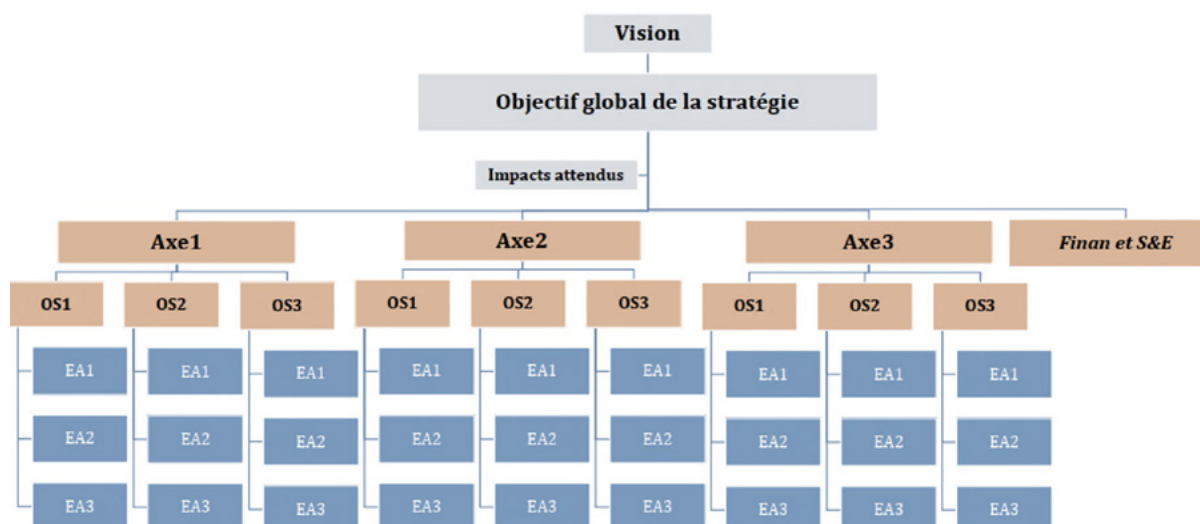 Vision
Objectif global de la stratégie
Impacts attendus
Axe1
Axe2
Axe3
Finan et S&E
OS1
OS2
OS3
OS1
OS2
OS3
OS1
OS2
OS3
EA1
EA1
EA1
EA1
EA1
EA1
EA1
EA1
EA1
EA2
EA2
EA2
EA2
EA2
EA2
EA2
EA2
EA2
EA3
EA3
EA3
EA3
EA3
EA3
EA3
EA3
EA3